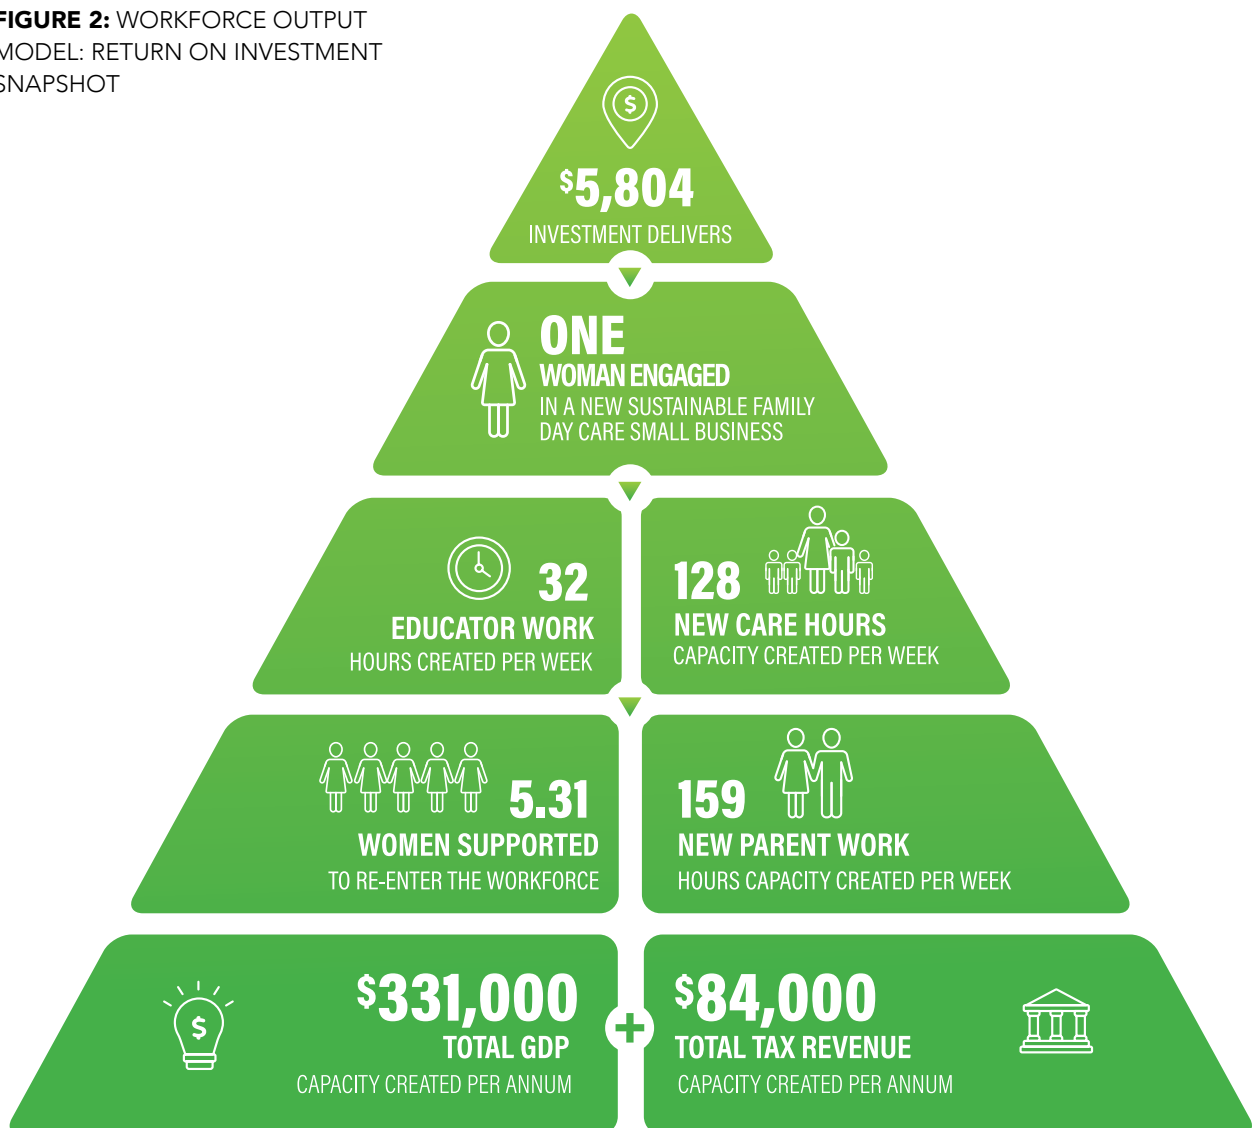 FIGURE 2: WORKFORCE OUTPUT
MODEL: RETURN ON INVESTMENT
SNAPSHOT
$
$5,804
INVESTMENT DELIVERS
ONE
WOMAN ENGAGED
IN A NEW SUSTAINABLE FAMILY
DAY CARE SMALL BUSINESS
32
EDUCATOR WORK
HOURS CREATED PER WEEK
128
NEW CARE HOURS
CAPACITY CREATED PER WEEK
5.31
WOMEN SUPPORTED
TO RE-ENTER THE WORKFORCE
159
NEW PARENT WORK
HOURS CAPACITY CREATED PER WEEK
$
$331,000
TOTAL GDP
CAPACITY CREATED PER ANNUM
+
$84,000
TOTAL TAX REVENUE
CAPACITY CREATED PER ANNUM